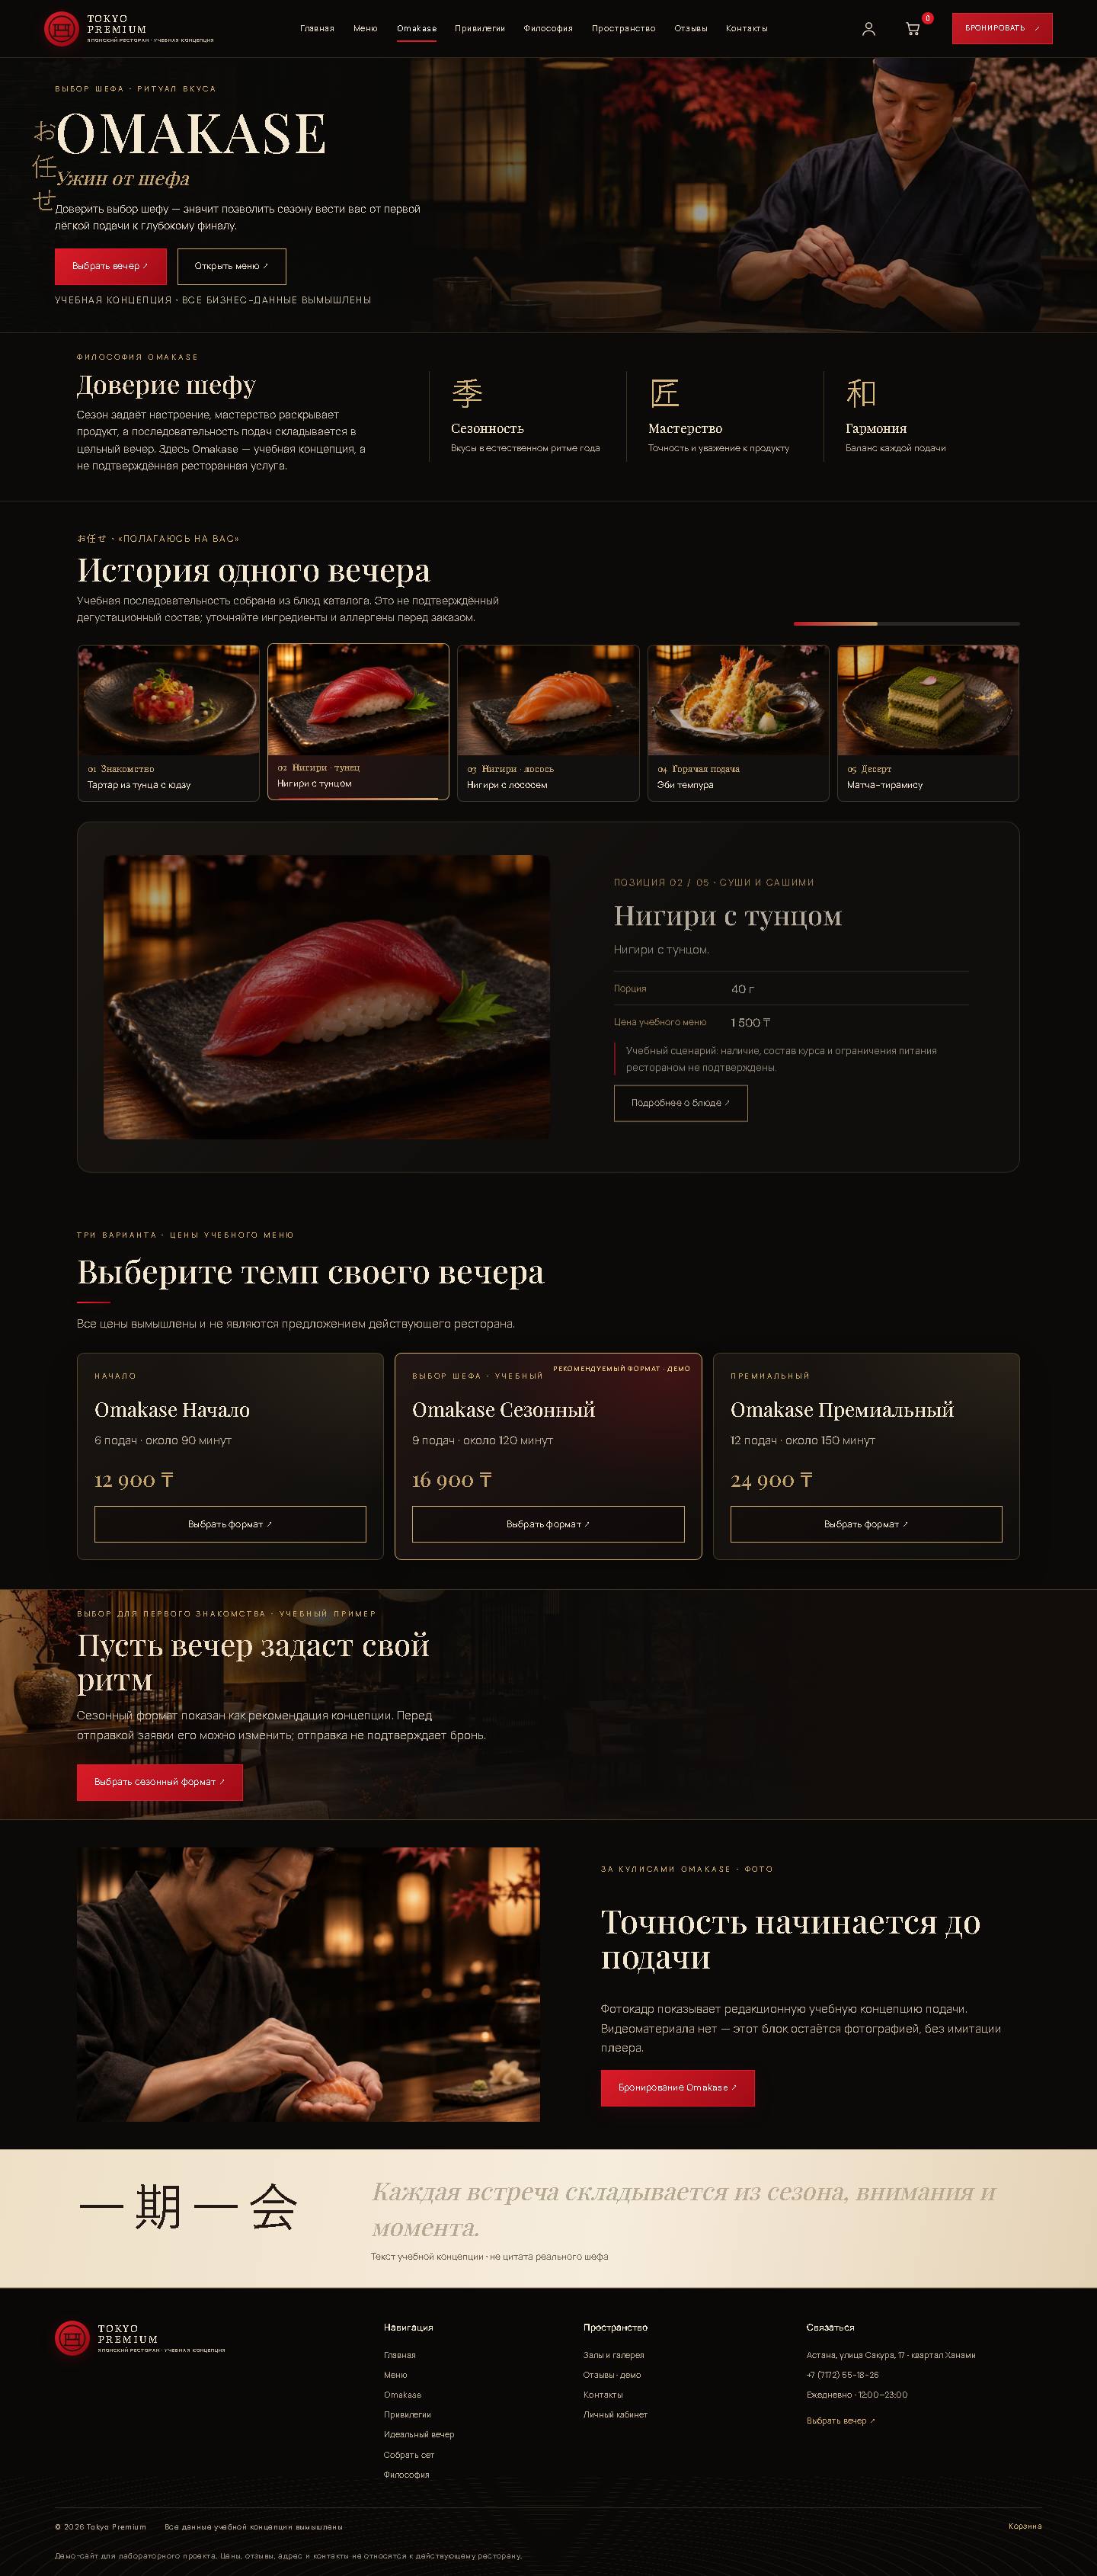 TOKYO
PREMIUM
ЯПОНСКИЙ РЕСТОРАН · УЧЕБНАЯ КОНЦЕПЦИЯ
Главная
Меню
Omakase
Привилегии
Философия
Пространство
Отзывы
Контакты
0
БРОНИРОВАТЬ ↗
ВЫБОР ШЕФА · РИТУАЛ ВКУСА
お任せ
OMAKASE
Ужин от шефа
Доверить выбор шефу — значит позволить сезону вести вас от первой
лёгкой подачи к глубокому финалу.
Выбрать вечер ↗
Открыть меню ↗
УЧЕБНАЯ КОНЦЕПЦИЯ · ВСЕ БИЗНЕС-ДАННЫЕ ВЫМЫШЛЕНЫ
ФИЛОСОФИЯ OMAKASE
Доверие шефу
Сезон задаёт настроение, мастерство раскрывает
продукт, а последовательность подач складывается в
цельный вечер. Здесь Omakase — учебная концепция, а
не подтверждённая ресторанная услуга.
季
Сезонность
Вкусы в естественном ритме года
匠
Мастерство
Точность и уважение к продукту
和
Гармония
Баланс каждой подачи
お任せ · «ПОЛАГАЮСЬ НА ВАС»
История одного вечера
Учебная последовательность собрана из блюд каталога. Это не подтверждённый
дегустационный состав; уточняйте ингредиенты и аллергены перед заказом.
01 Знакомство
Тартар из тунца с юдзу
02 Нигири · тунец
Нигири с тунцом
03 Нигири · лосось
Нигири с лососем
04 Горячая подача
Эби темпура
05 Десерт
Матча-тирамису
ПОЗИЦИЯ 02 / 05 · СУШИ И САШИМИ
Нигири с тунцом
Нигири с тунцом.
Порция 40 г
Цена учебного меню 1 500 ₸
Учебный сценарий: наличие, состав курса и ограничения питания
рестораном не подтверждены.
Подробнее о блюде ↗
ТРИ ВАРИАНТА · ЦЕНЫ УЧЕБНОГО МЕНЮ
Выберите темп своего вечера
Все цены вымышлены и не являются предложением действующего ресторана.
НАЧАЛО
Omakase Начало
6 подач · около 90 минут
12 900 ₸
Выбрать формат ↗
РЕКОМЕНДУЕМЫЙ ФОРМАТ · ДЕМО
ВЫБОР ШЕФА · УЧЕБНЫЙ
Omakase Сезонный
9 подач · около 120 минут
16 900 ₸
Выбрать формат ↗
ПРЕМИАЛЬНЫЙ
Omakase Премиальный
12 подач · около 150 минут
24 900 ₸
Выбрать формат ↗
ВЫБОР ДЛЯ ПЕРВОГО ЗНАКОМСТВА · УЧЕБНЫЙ ПРИМЕР
Пусть вечер задаст свой
ритм
Сезонный формат показан как рекомендация концепции. Перед
отправкой заявки его можно изменить; отправка не подтверждает бронь.
Выбрать сезонный формат ↗
ЗА КУЛИСАМИ OMAKASE · ФОТО
Точность начинается до
подачи
Фотокадр показывает редакционную учебную концепцию подачи.
Видеоматериала нет — этот блок остаётся фотографией, без имитации
плеера.
Бронирование Omakase ↗
一期一会
Каждая встреча складывается из сезона, внимания и
момента.
Текст учебной концепции · не цитата реального шефа
TOKYO
PREMIUM
ЯПОНСКИЙ РЕСТОРАН · УЧЕБНАЯ КОНЦЕПЦИЯ
Навигация
Главная
Меню
Omakase
Привилегии
Идеальный вечер
Собрать сет
Философия
Пространство
Залы и галерея
Отзывы · демо
Контакты
Личный кабинет
Связаться
Астана, улица Сакура, 17 · квартал Ханами
+7 (7172) 55-18-26
Ежедневно · 12:00–23:00
Выбрать вечер ↗
© 2026 Tokyo Premium
Все данные учебной концепции вымышлены
Корзина
Демо-сайт для лабораторного проекта. Цены, отзывы, адрес и контакты не относятся к действующему ресторану.